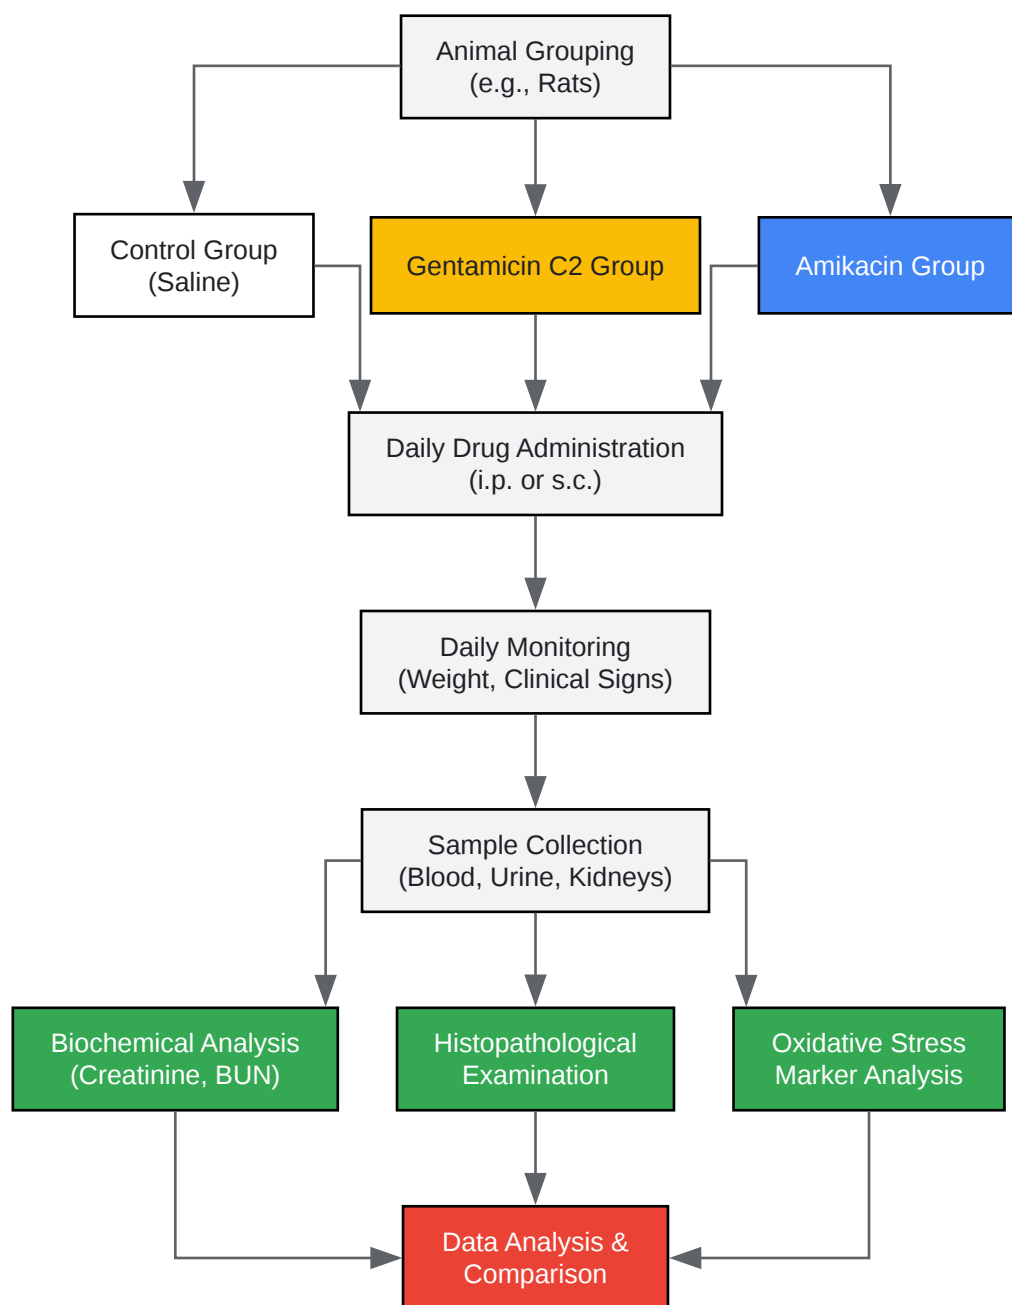 Animal Grouping
(e.g., Rats)
Control Group
(Saline)
Gentamicin C2 Group
Amikacin Group
Daily Drug Administration
(i.p. or s.c.)
Daily Monitoring
(Weight, Clinical Signs)
Sample Collection
(Blood, Urine, Kidneys)
Biochemical Analysis
(Creatinine, BUN)
Histopathological
Examination
Oxidative Stress
Marker Analysis
Data Analysis &
Comparison